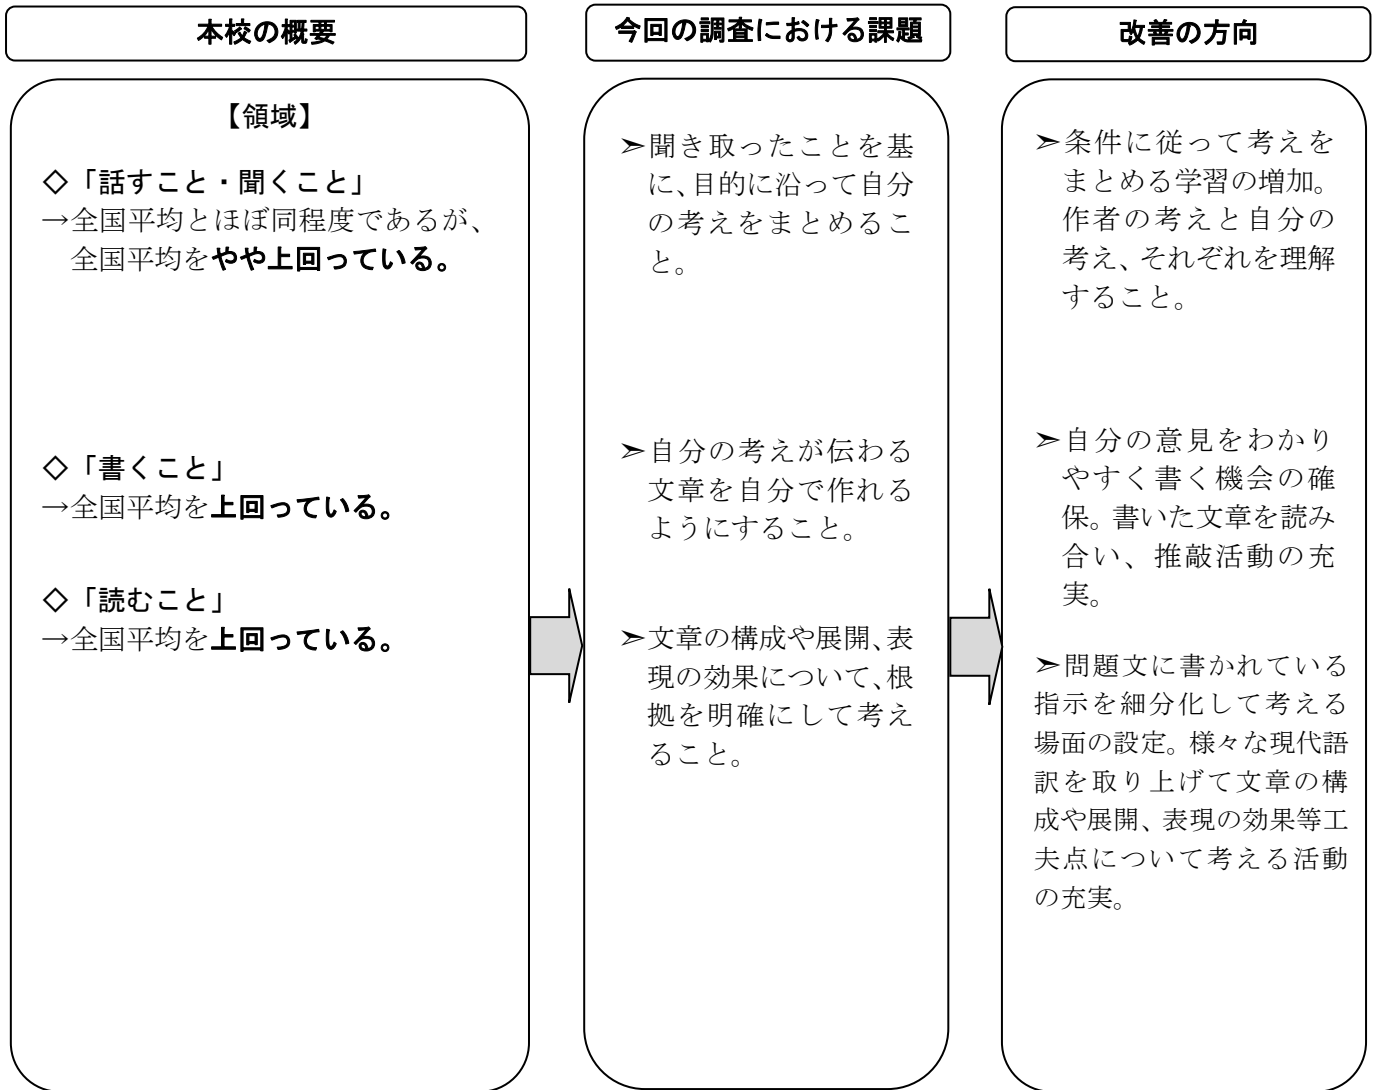 本校の概要
今回の調査における課題
改善の方向
【領域】
◇「話すこと・聞くこと」
→全国平均とほぼ同程度であるが、
全国平均をやや上回っている。
◇「書くこと」
→全国平均を上回っている。
◇「読むこと」
→全国平均を上回っている。
➣聞き取ったことを基
に、目的に沿って自分
の考えをまとめるこ
と。
➣自分の考えが伝わる
文章を自分で作れる
ようにすること。
➣文章の構成や展開、表
現の効果について、根
拠を明確にして考え
ること。
➣条件に従って考えを
まとめる学習の増加。
作者の考えと自分の
考え、それぞれを理解
すること。
➣自分の意見をわかり
やすく書く機会の確
保。書いた文章を読み
合い、推敲活動の充
実。
➣問題文に書かれている
指示を細分化して考える
場面の設定。様々な現代語
訳を取り上げて文章の構
成や展開、表現の効果等工
夫点について考える活動
の充実。